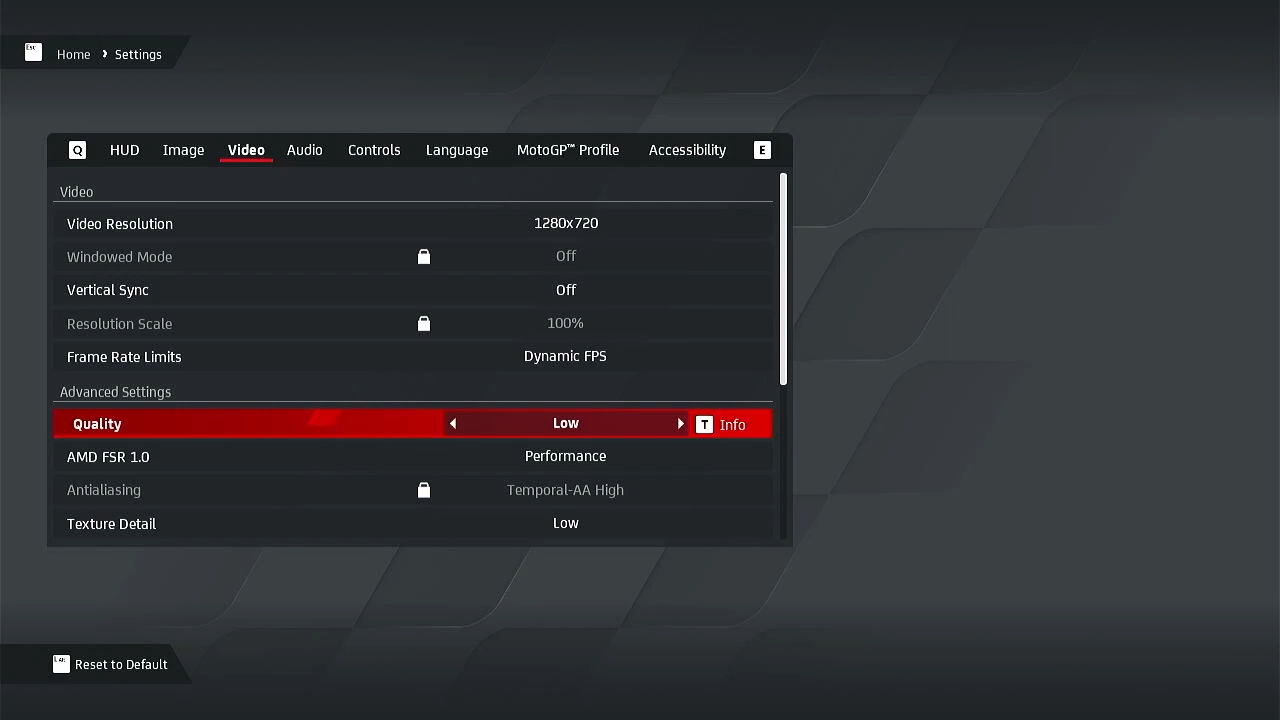 Esc Home › Settings
Q HUD Image Video Audio Controls Language MotoGP™ Profile Accessibility E
Video
Video Resolution 1280x720
Windowed Mode Off
Vertical Sync Off
Resolution Scale 100%
Frame Rate Limits Dynamic FPS
Advanced Settings
Quality Low T Info
AMD FSR 1.0 Performance
Antialiasing Temporal-AA High
Texture Detail Low
Reset to Default